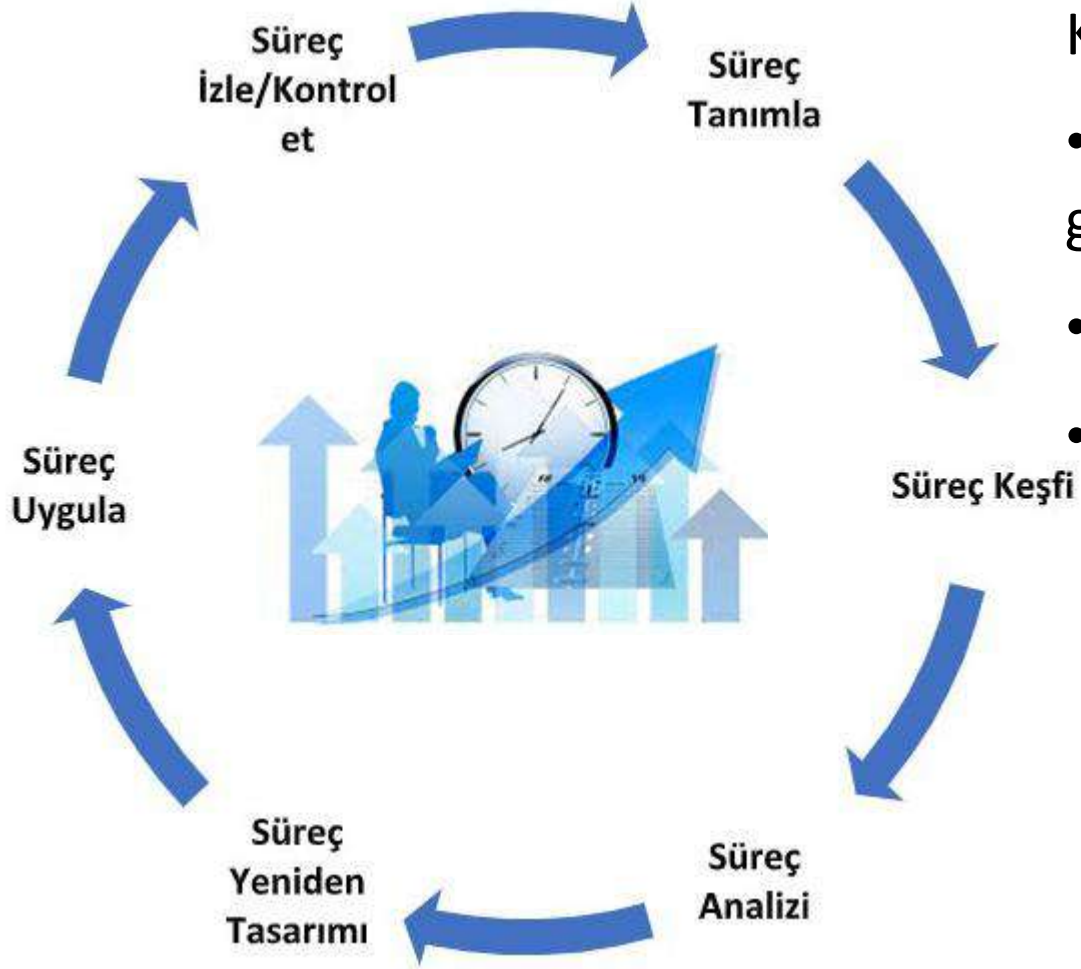 Süreç
İzle/Kontrol
et
Süreç
Tanımla
Süreç Keşfi
Süreç
Analizi
Süreç
Yeniden
Tasarımı
Süreç
Uygula